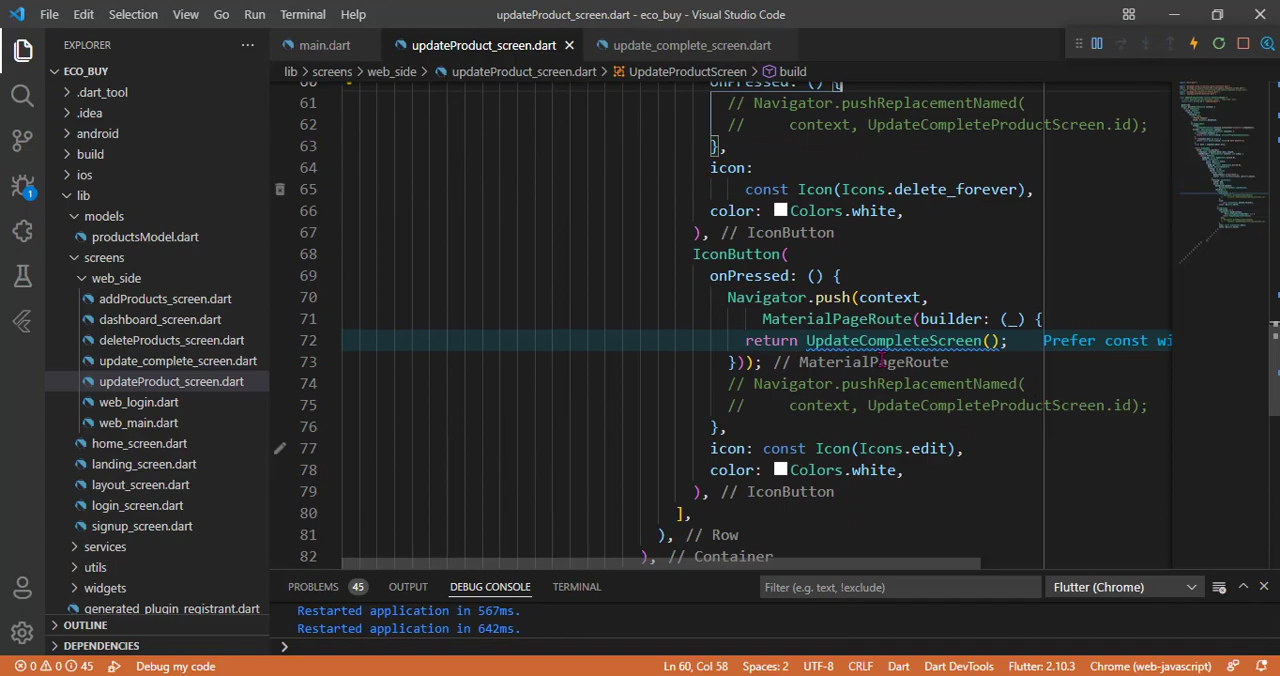 File Edit Selection View Go Run Terminal Help updateProduct_screen.dart - eco_buy - Visual Studio Code
EXPLORER
ECO_BUY
.dart_tool
.idea
android
build
ios
lib
models
productsModel.dart
screens
web_side
addProducts_screen.dart
dashboard_screen.dart
deleteProducts_screen.dart
update_complete_screen.dart
updateProduct_screen.dart
web_login.dart
web_main.dart
home_screen.dart
landing_screen.dart
layout_screen.dart
login_screen.dart
signup_screen.dart
services
utils
widgets
generated_plugin_registrant.dart
OUTLINE
DEPENDENCIES
1
main.dart updateProduct_screen.dart update_complete_screen.dart
lib > screens > web_side > updateProduct_screen.dart > UpdateProductScreen > build
60 onPressed: () {
61 // Navigator.pushReplacementNamed(
62 //     context, UpdateCompleteProductScreen.id);
63 },
64 icon:
65 const Icon(Icons.delete_forever),
66 color: Colors.white,
67 ), // IconButton
68 IconButton(
69 onPressed: () {
70 Navigator.push(context,
71 MaterialPageRoute(builder: (_) {
72 return UpdateCompleteScreen(); Prefer const wi
73 })); // MaterialPageRoute
74 // Navigator.pushReplacementNamed(
75 //     context, UpdateCompleteProductScreen.id);
76 },
77 icon: const Icon(Icons.edit),
78 color: Colors.white,
79 ), // IconButton
80 ],
81 ), // Row
82 ), // Container
PROBLEMS 45 OUTPUT DEBUG CONSOLE TERMINAL Filter (e.g. text, !exclude) Flutter (Chrome)
Restarted application in 567ms.
Restarted application in 642ms.
0 0 45 Debug my code Ln 60, Col 58 Spaces: 2 UTF-8 CRLF Dart Dart DevTools Flutter: 2.10.3 Chrome (web-javascript)